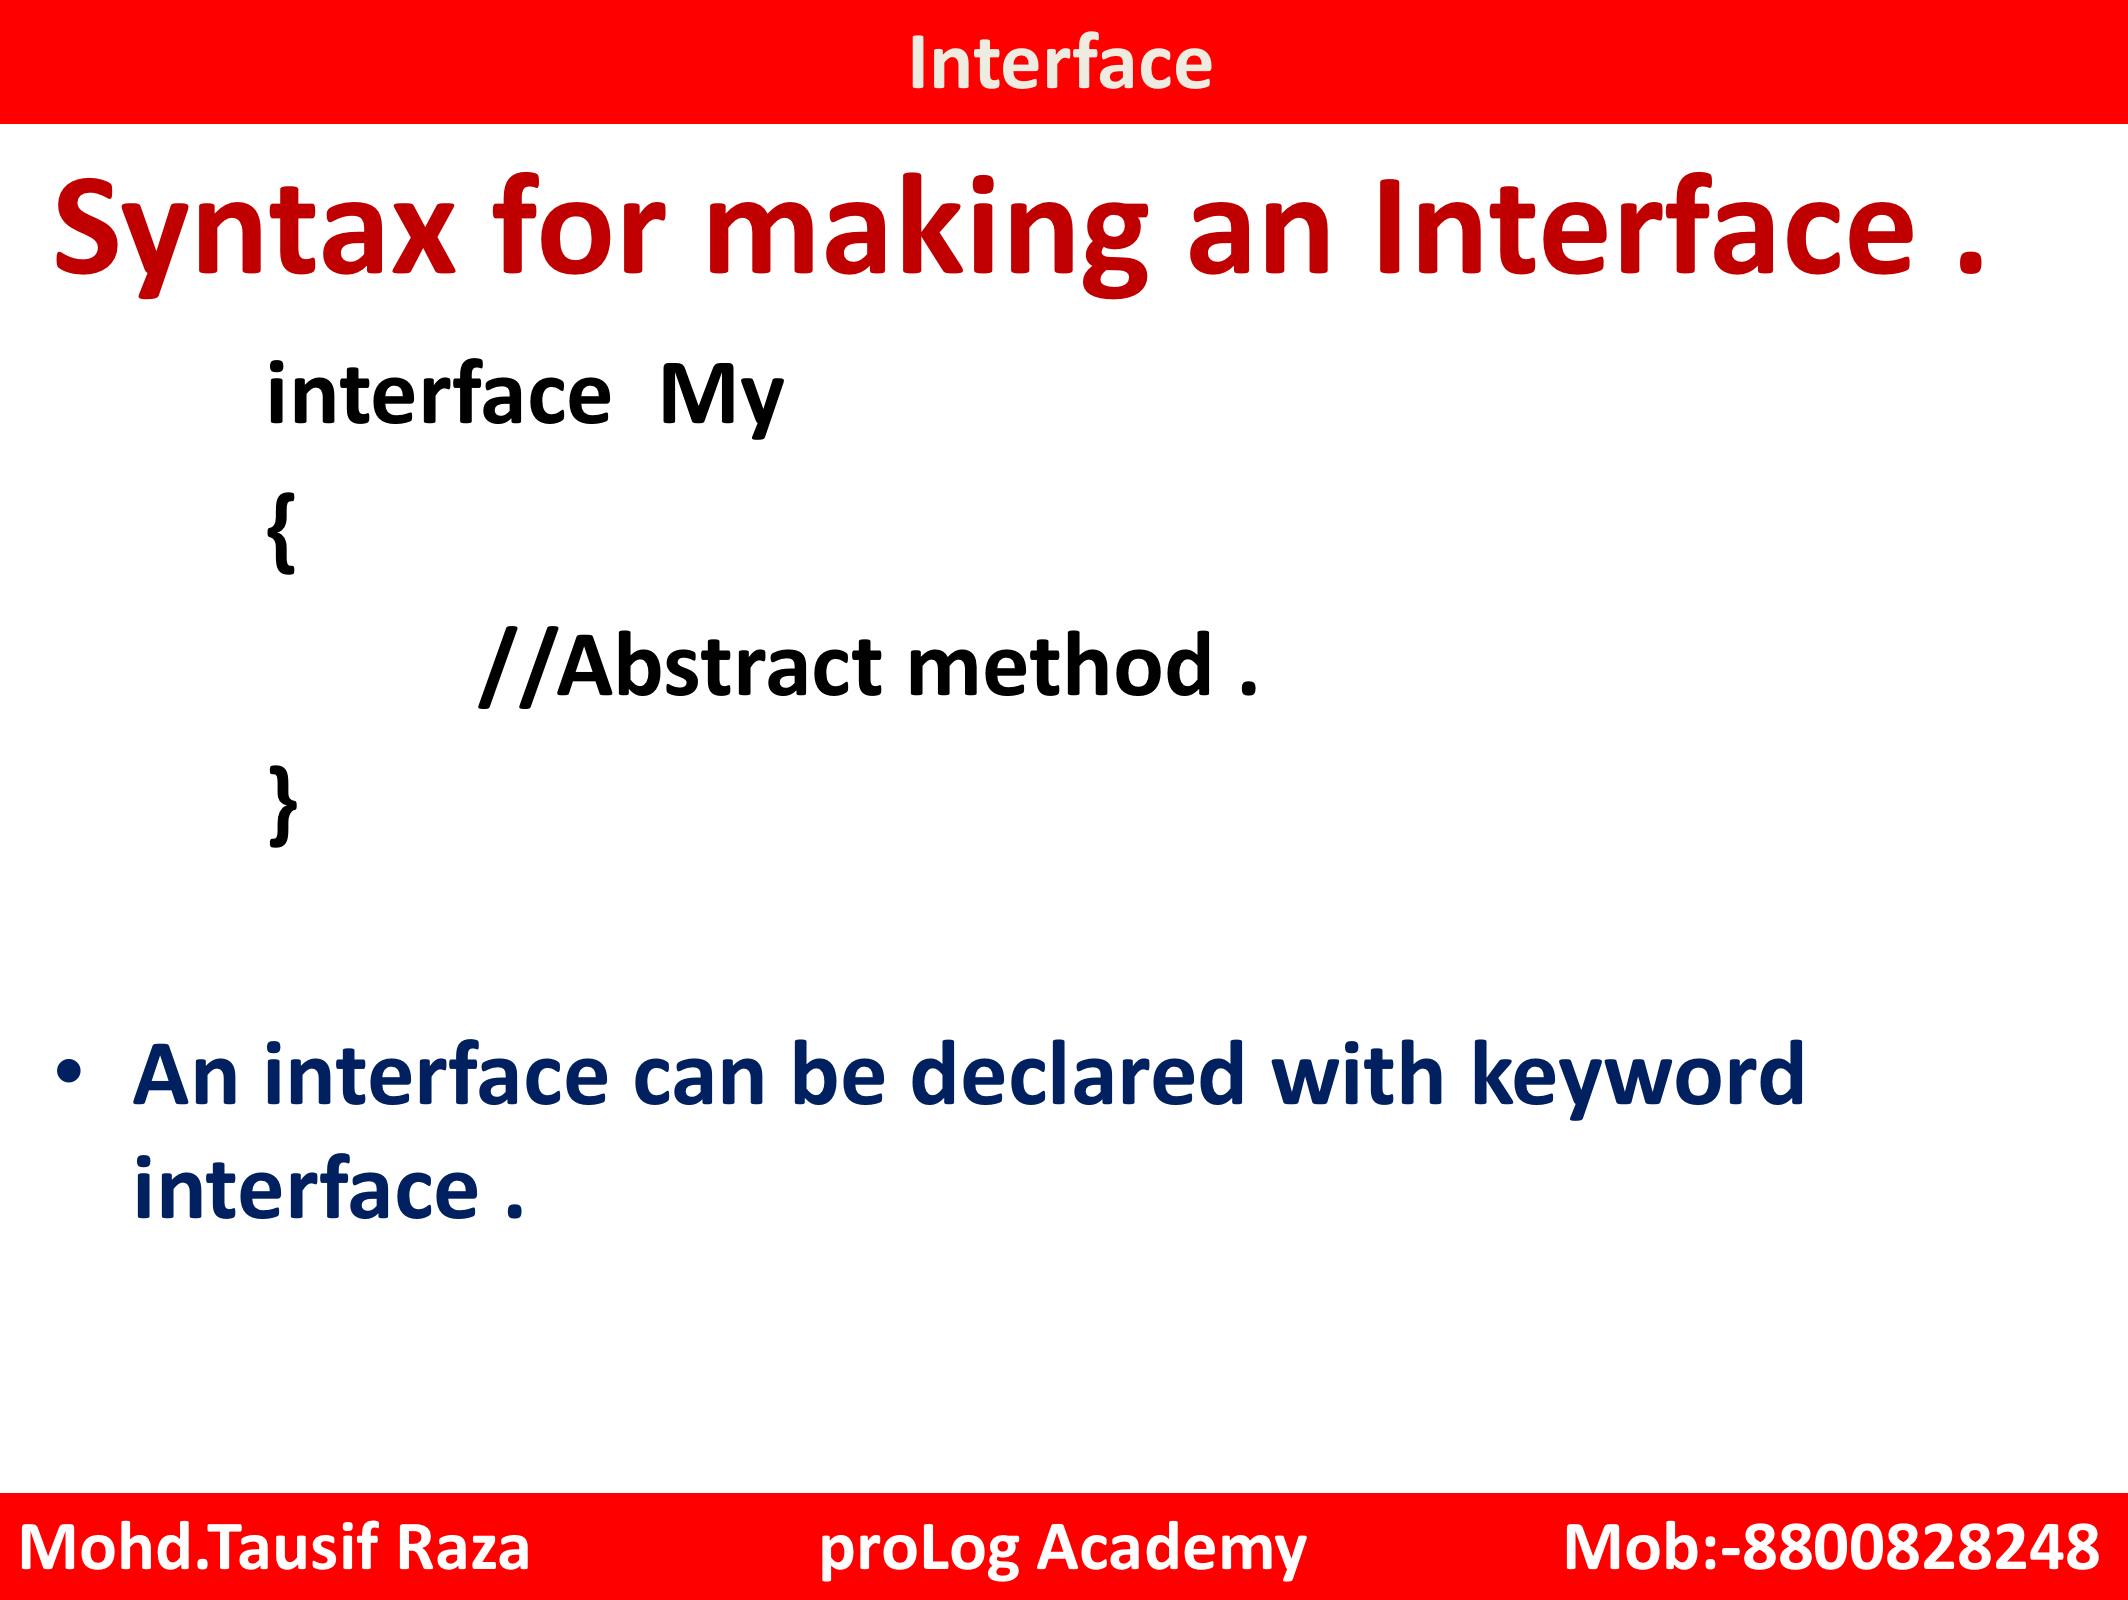 Interface
Syntax for making an Interface .
interface  My
{
//Abstract method .
}
• An interface can be declared with keyword
interface .
Mohd.Tausif Raza proLog Academy Mob:-8800828248